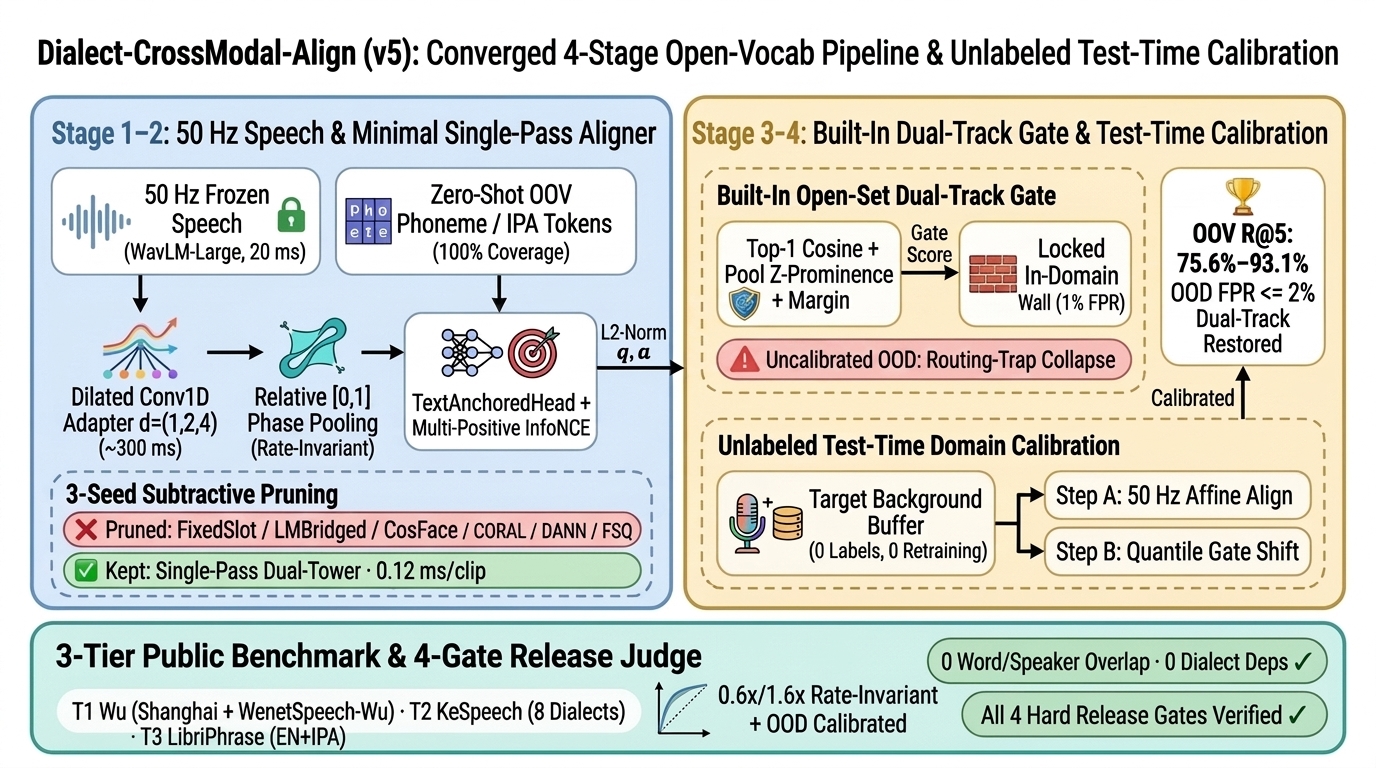 Dialect-CrossModal-Align (v5): Converged 4-Stage Open-Vocab Pipeline & Unlabeled Test-Time Calibration
Stage 1–2: 50 Hz Speech & Minimal Single-Pass Aligner
50 Hz Frozen
Speech
(WavLM-Large, 20 ms)
Pho
ete
Zero-Shot OOV
Phoneme / IPA Tokens
(100% Coverage)
Dilated Conv1D
Adapter d=(1,2,4)
(~300 ms)
Relative [0,1]
Phase Pooling
(Rate-Invariant)
TextAnchoredHead +
Multi-Positive InfoNCE
L2-Norm
q, a
3-Seed Subtractive Pruning
Pruned: FixedSlot / LMBridged / CosFace / CORAL / DANN / FSQ
Kept: Single-Pass Dual-Tower · 0.12 ms/clip
Stage 3-4: Built-In Dual-Track Gate & Test-Time Calibration
Built-In Open-Set Dual-Track Gate
Top-1 Cosine +
Pool Z-Prominence
+ Margin
Gate
Score
Locked
In-Domain
Wall (1% FPR)
Uncalibrated OOD: Routing-Trap Collapse
OOV R@5:
75.6%–93.1%
OOD FPR <= 2%
Dual-Track
Restored
Calibrated
Unlabeled Test-Time Domain Calibration
Target Background
Buffer
(0 Labels, 0 Retraining)
Step A: 50 Hz Affine Align
Step B: Quantile Gate Shift
3-Tier Public Benchmark & 4-Gate Release Judge
T1 Wu (Shanghai + WenetSpeech-Wu) · T2 KeSpeech (8 Dialects)
· T3 LibriPhrase (EN+IPA)
0.6x/1.6x Rate-Invariant
+ OOD Calibrated
0 Word/Speaker Overlap · 0 Dialect Deps ✓
All 4 Hard Release Gates Verified ✓